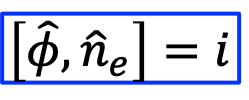 [ϕ̂, n̂ₑ] = i